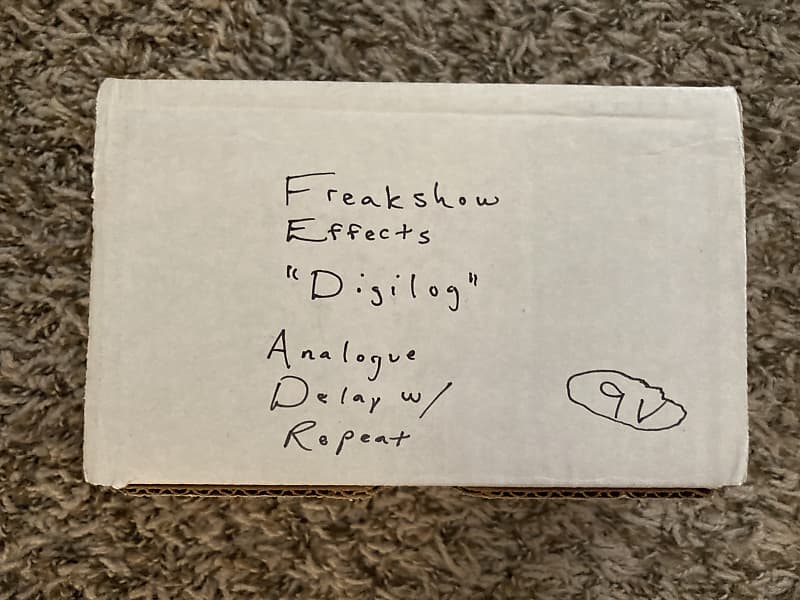 Freakshow
Effects
"Digilog"
Analogue
Delay w/
Repeat
9V